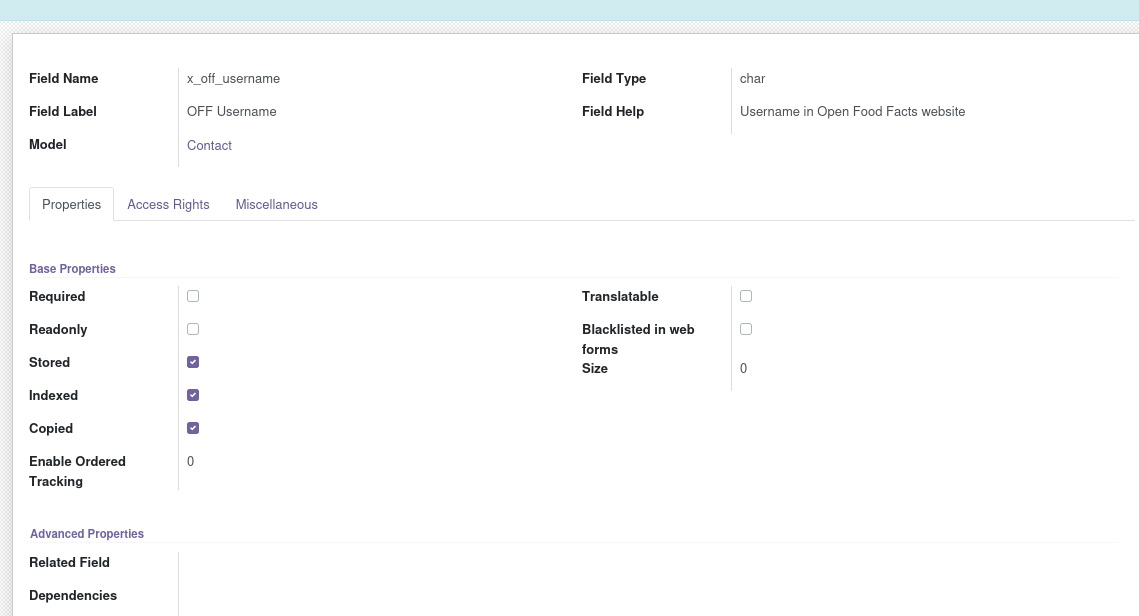 Field Name x_off_username Field Type char
Field Label OFF Username Field Help Username in Open Food Facts website
Model Contact
Properties Access Rights Miscellaneous
Base Properties
Required Translatable
Readonly Blacklisted in web
forms
Stored Size 0
Indexed
Copied
Enable Ordered 0
Tracking
Advanced Properties
Related Field
Dependencies